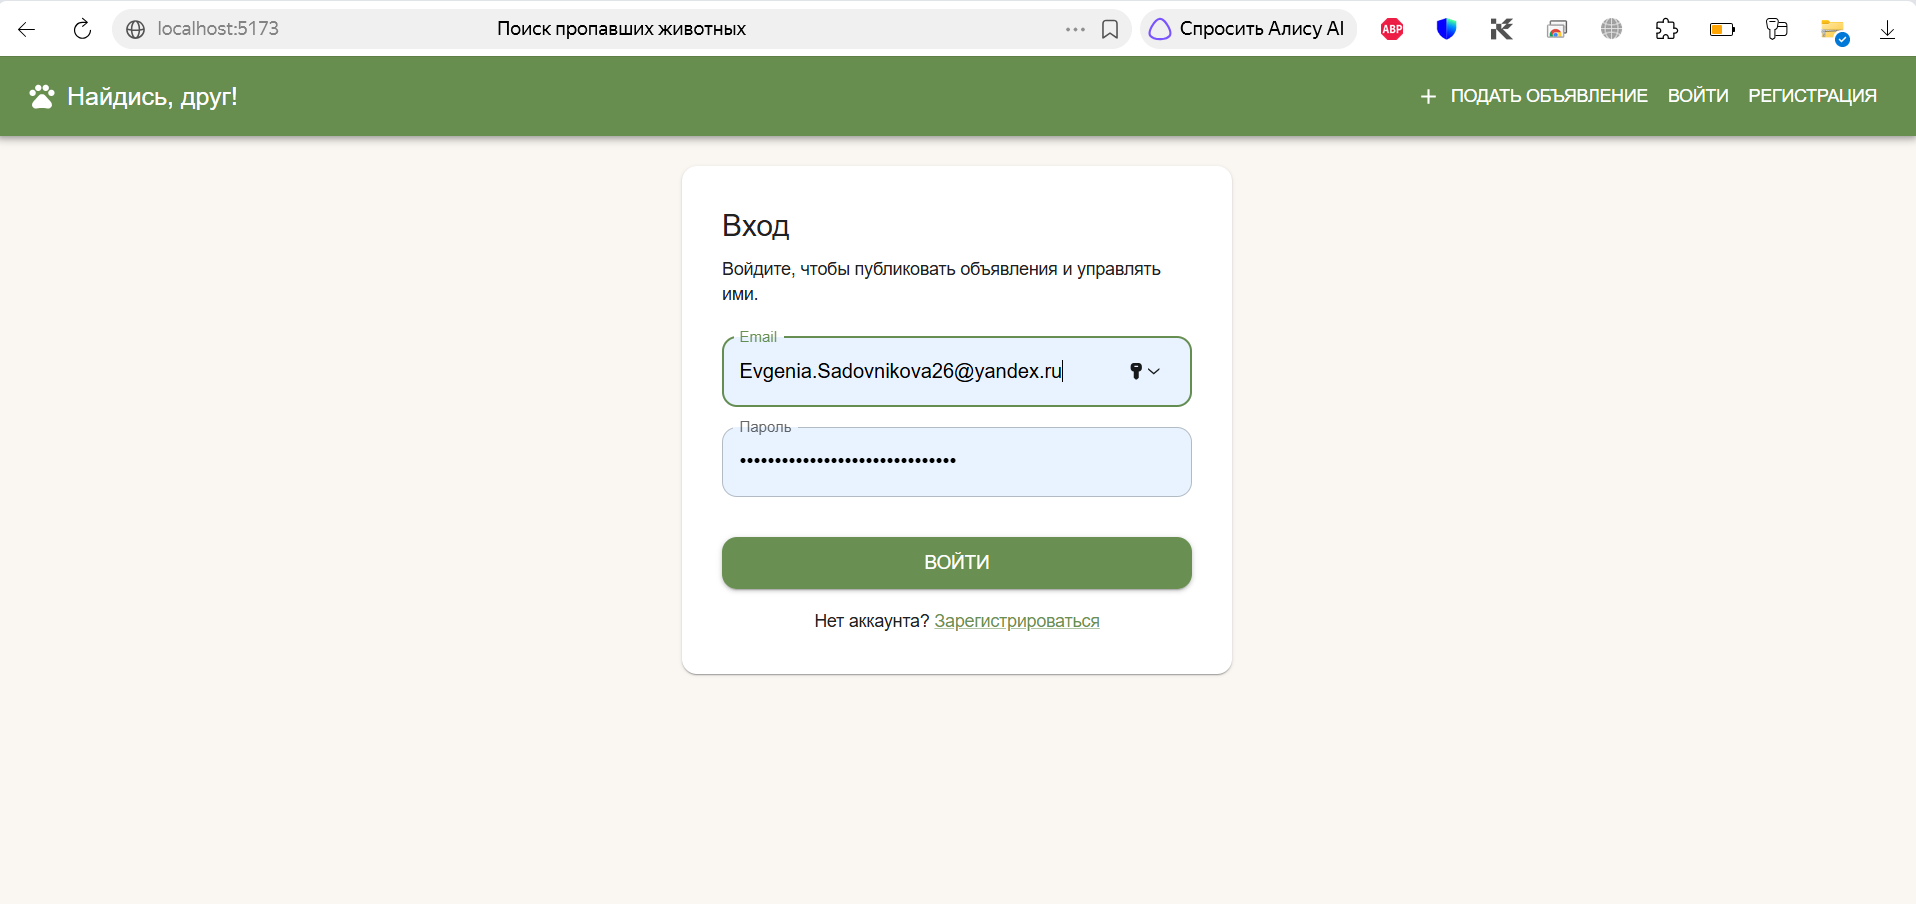 localhost:5173 Поиск пропавших животных Спросить Алису AI ABP
Найдись, друг! ПОДАТЬ ОБЪЯВЛЕНИЕ ВОЙТИ РЕГИСТРАЦИЯ
Вход
Войдите, чтобы публиковать объявления и управлять
ими.
Email
Evgenia.Sadovnikova26@yandex.ru
Пароль
•••••••••••••••••••••••••••••••
ВОЙТИ
Нет аккаунта? Зарегистрироваться